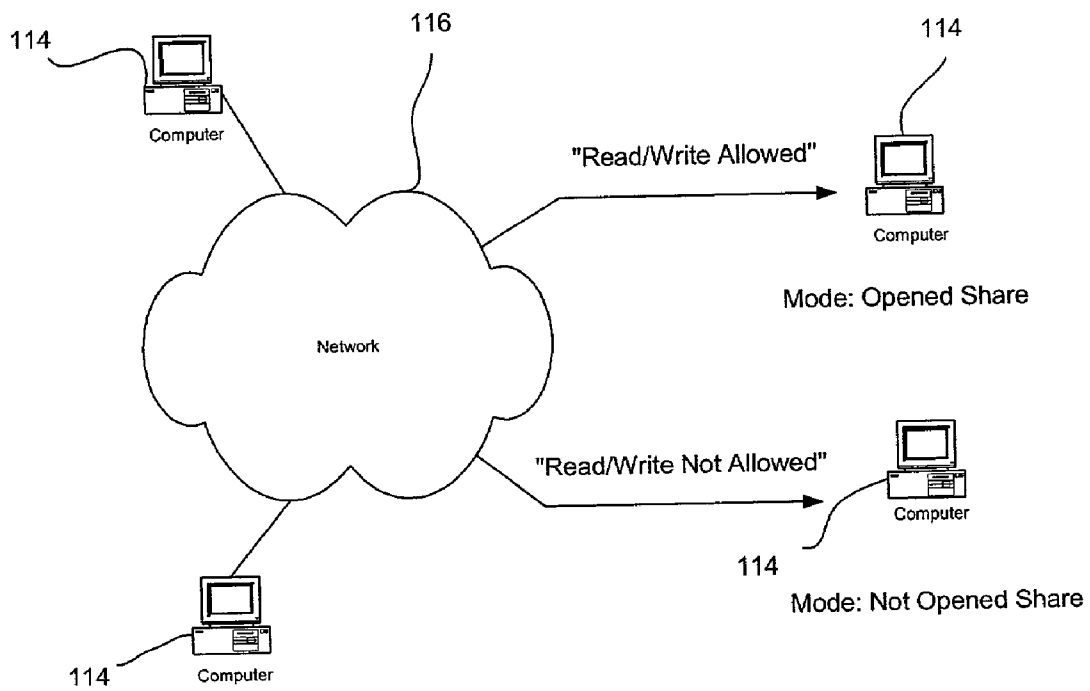 114
116
114
Computer
"Read/Write Allowed"
Computer
Mode: Opened Share
Network
"Read/Write Not Allowed"
Computer
114
Mode: Not Opened Share
114
Computer